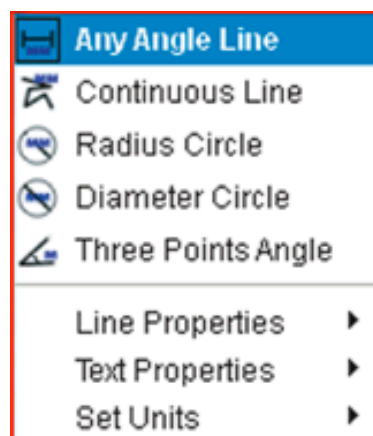 Any Angle Line
Continuous Line
Radius Circle
Diameter Circle
Three Points Angle
Line Properties
Text Properties
Set Units